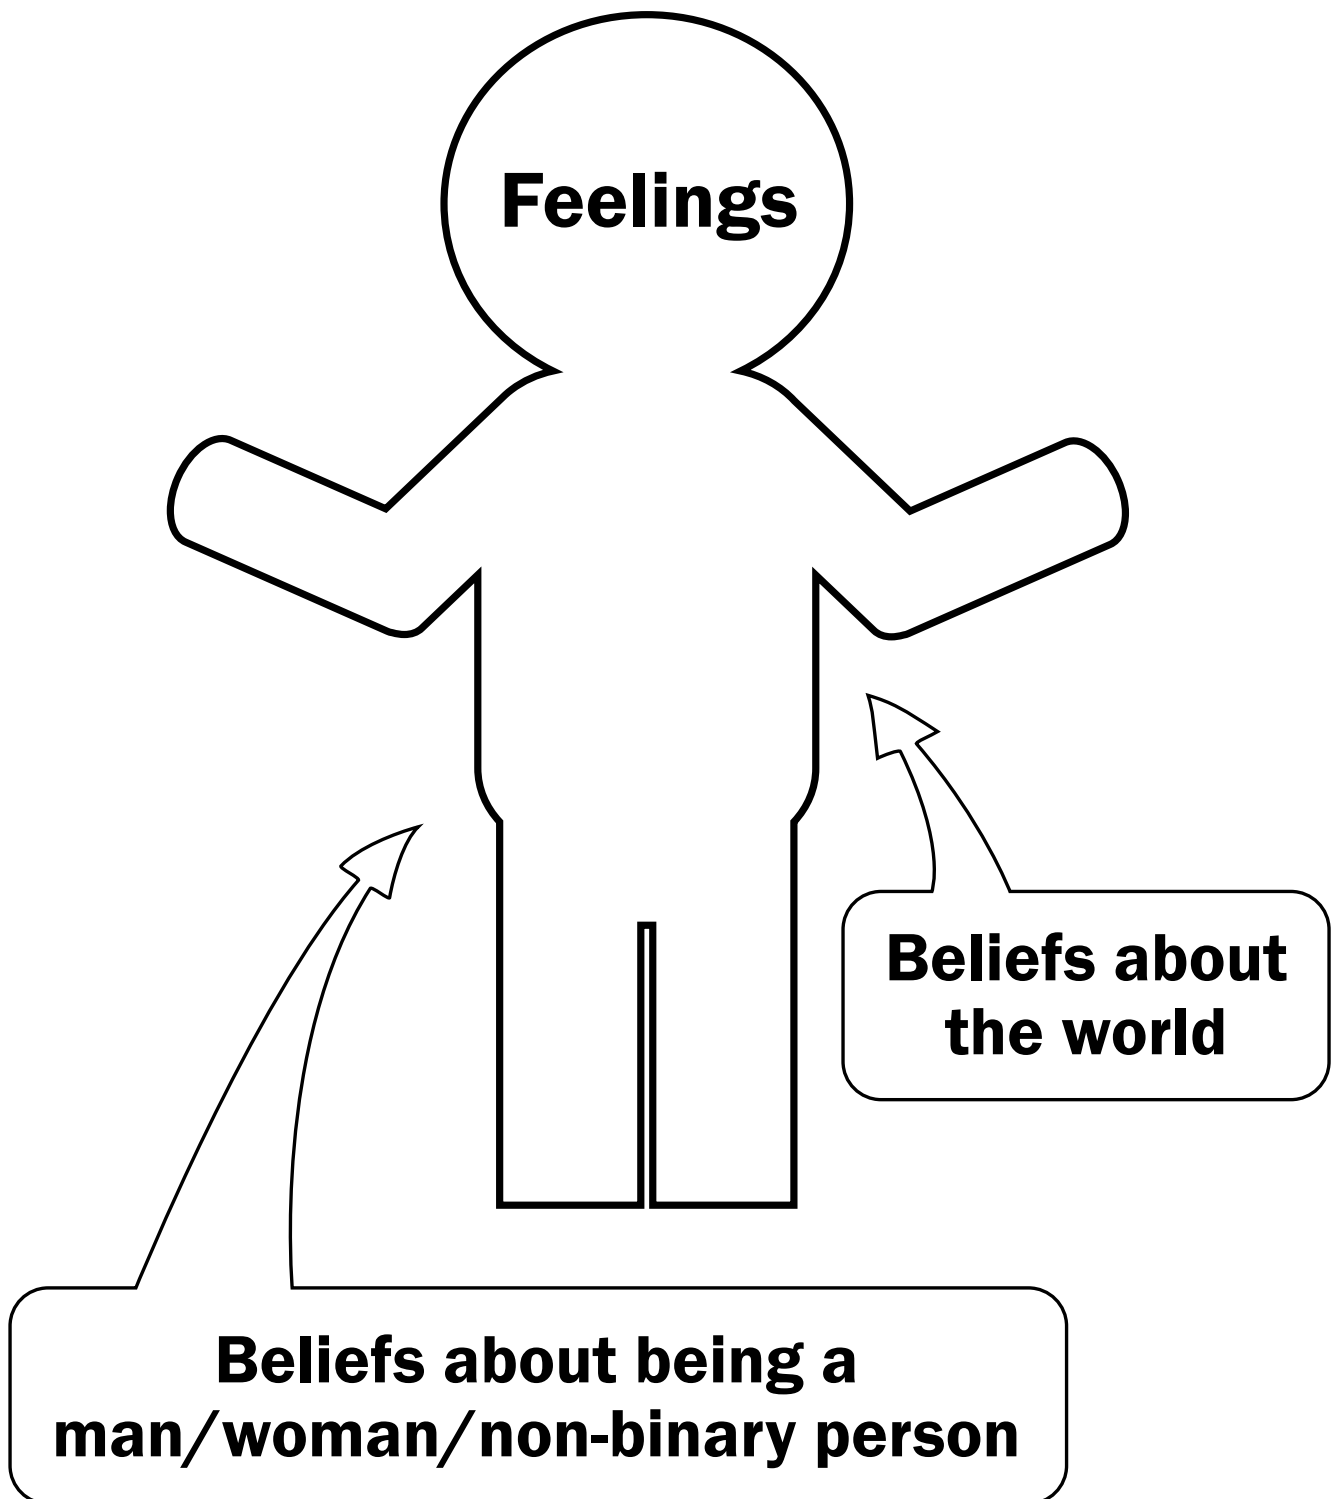 Feelings
Beliefs about
the world
Beliefs about being a
man/woman/non-binary person